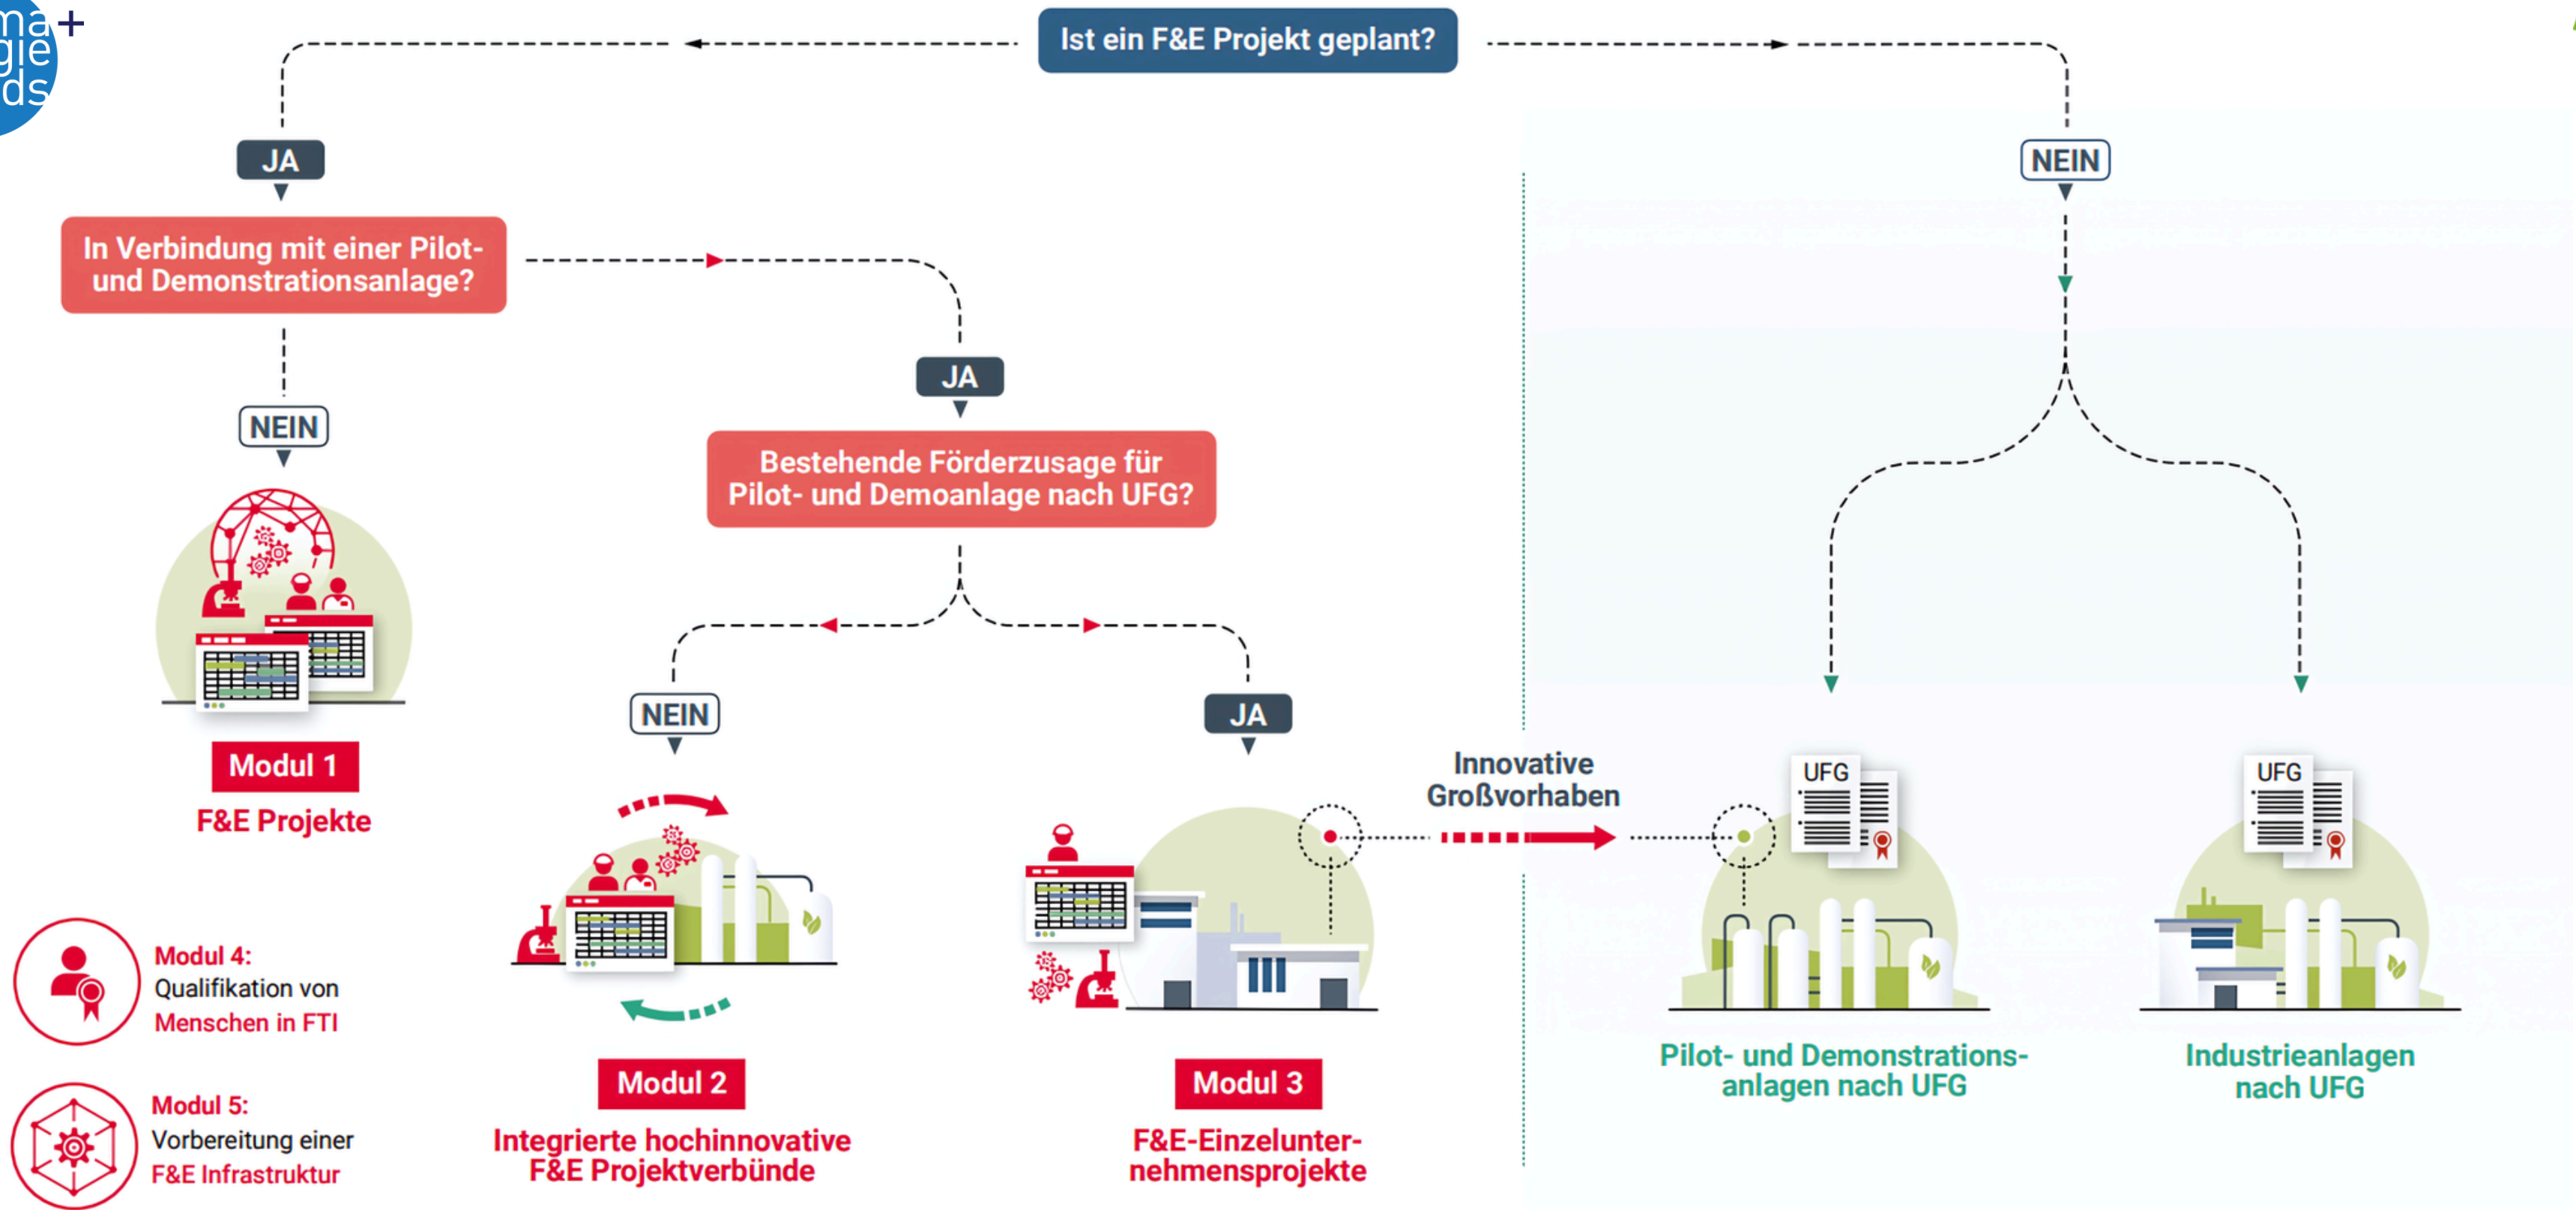 ma+
gie
ds
Ist ein F&E Projekt geplant?
JA
NEIN
In Verbindung mit einer Pilot-
und Demonstrationsanlage?
JA
NEIN
Bestehende Förderzusage für
Pilot- und Demoanlage nach UFG?
NEIN
JA
Modul 1
F&E Projekte
Innovative
Großvorhaben
UFG
UFG
Modul 4:
Qualifikation von
Menschen in FTI
Modul 5:
Vorbereitung einer
F&E Infrastruktur
Modul 2
Integrierte hochinnovative
F&E Projektverbünde
Modul 3
F&E-Einzelunter-
nehmensprojekte
Pilot- und Demonstrations-
anlagen nach UFG
Industrieanlagen
nach UFG